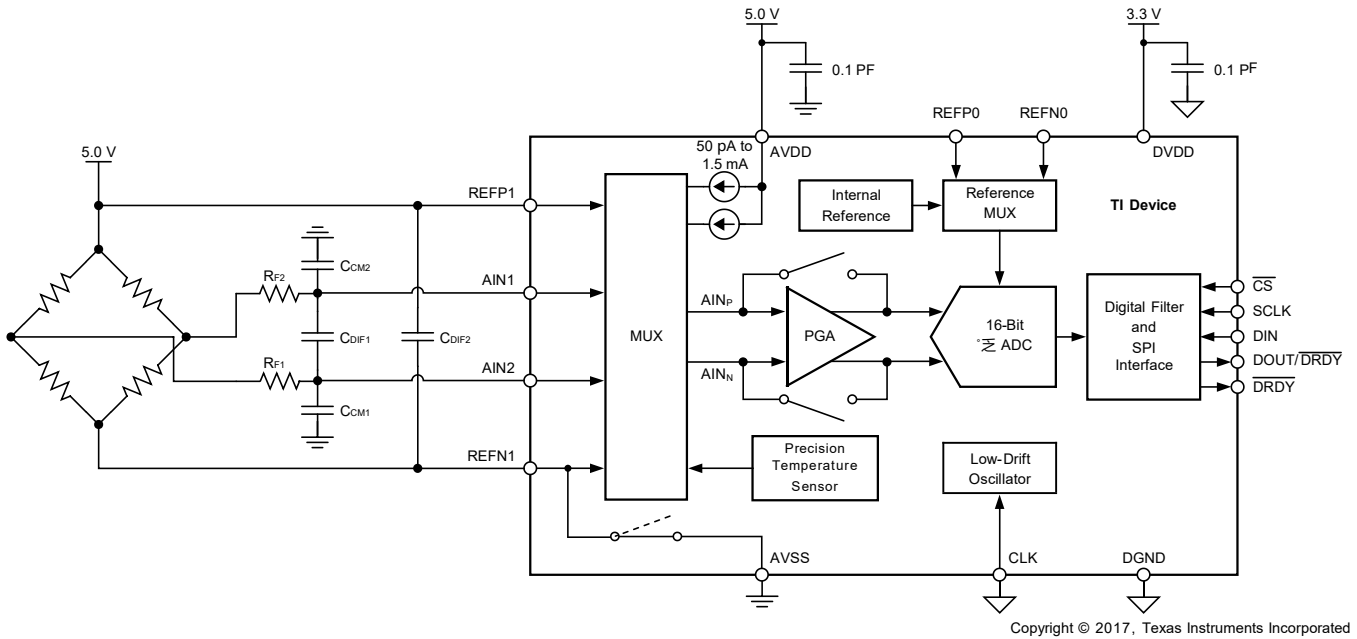 5.0 V
3.3 V
0.1 PF
0.1 PF
REFP0
REFN0
5.0 V
50 pA to
1.5 mA
AVDD
DVDD
REFP1
Internal
Reference
Reference
MUX
TI Device
CCM2
RF2
AIN1
CDIF1
CDIF2
MUX
AINP
PGA
16-Bit
ADC
Digital Filter
and
SPI
Interface
CS
SCLK
DIN
DOUT/DRDY
DRDY
RF1
AIN2
AINN
CCM1
REFN1
Precision
Temperature
Sensor
Low-Drift
Oscillator
AVSS
CLK
DGND
Copyright © 2017, Texas Instruments Incorporated